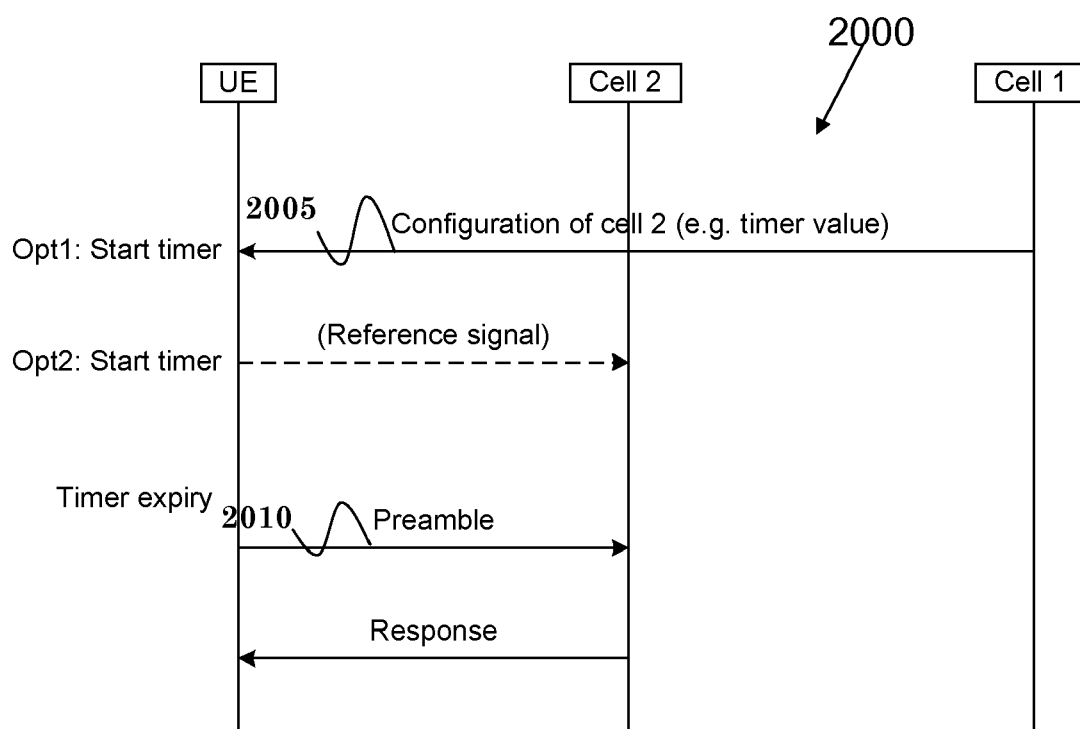 2000
UE
Cell 2
Cell 1
2005
Configuration of cell 2 (e.g. timer value)
Opt1: Start timer
(Reference signal)
Opt2: Start timer
Timer expiry
2010
Preamble
Response